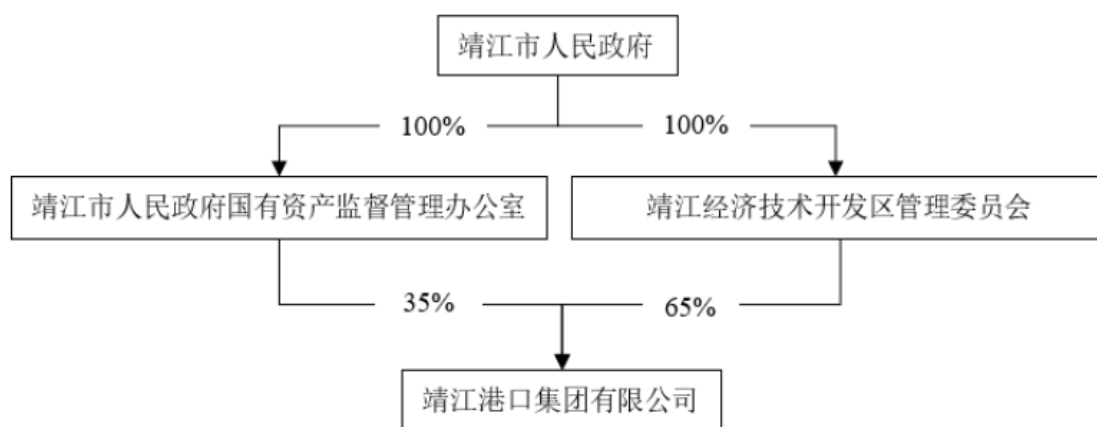 靖江市人民政府
100%
100%
靖江市人民政府国有资产监督管理办公室
靖江经济技术开发区管理委员会
35%
65%
靖江港口集团有限公司